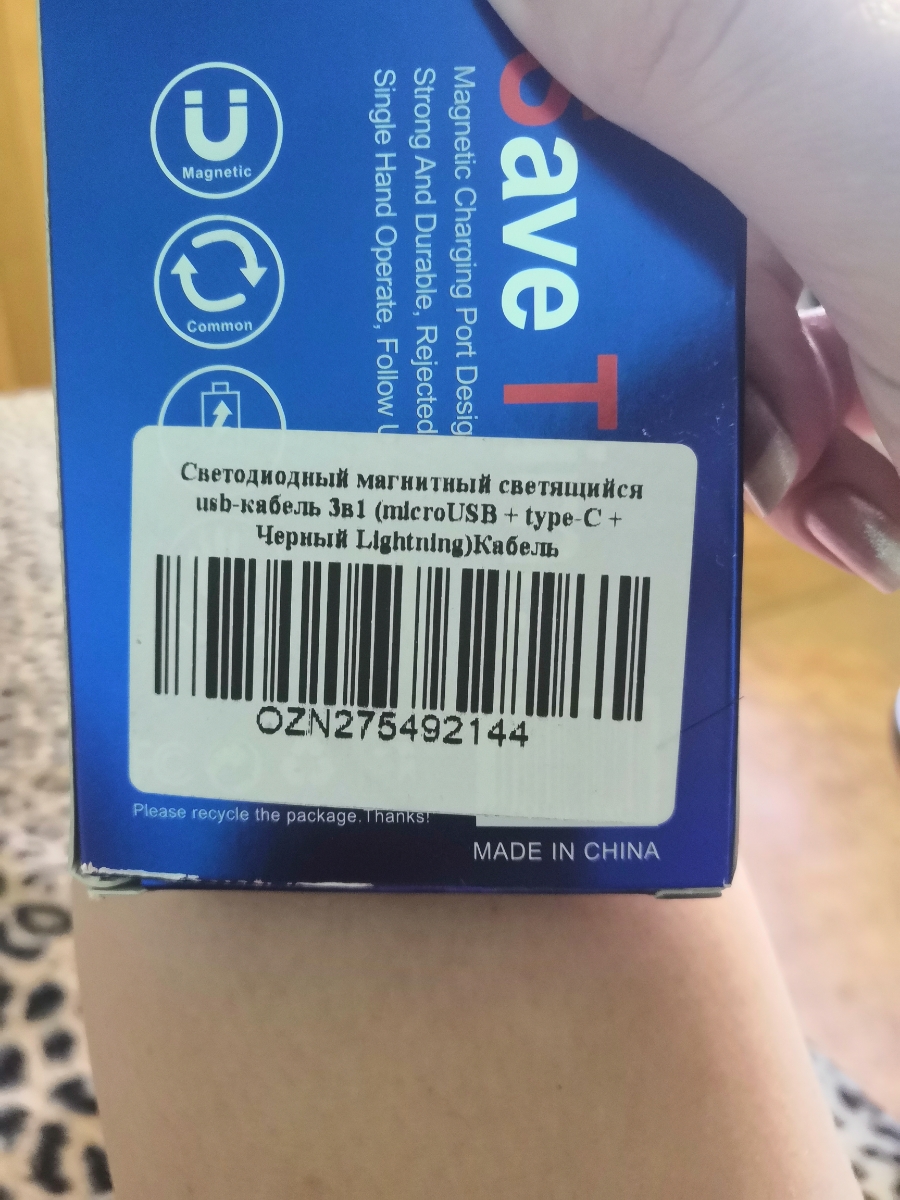 Magnetic
Common
Save T
Magnetic Charging Port Desig
Strong And Durable, Rejected
Single Hand Operate, Follow
Светодиодный магнитный светящийся
usb-кабель 3в1 (microUSB + type-C +
Черный Lightning)Кабель
OZN275492144
Please recycle the package.Thanks!
MADE IN CHINA